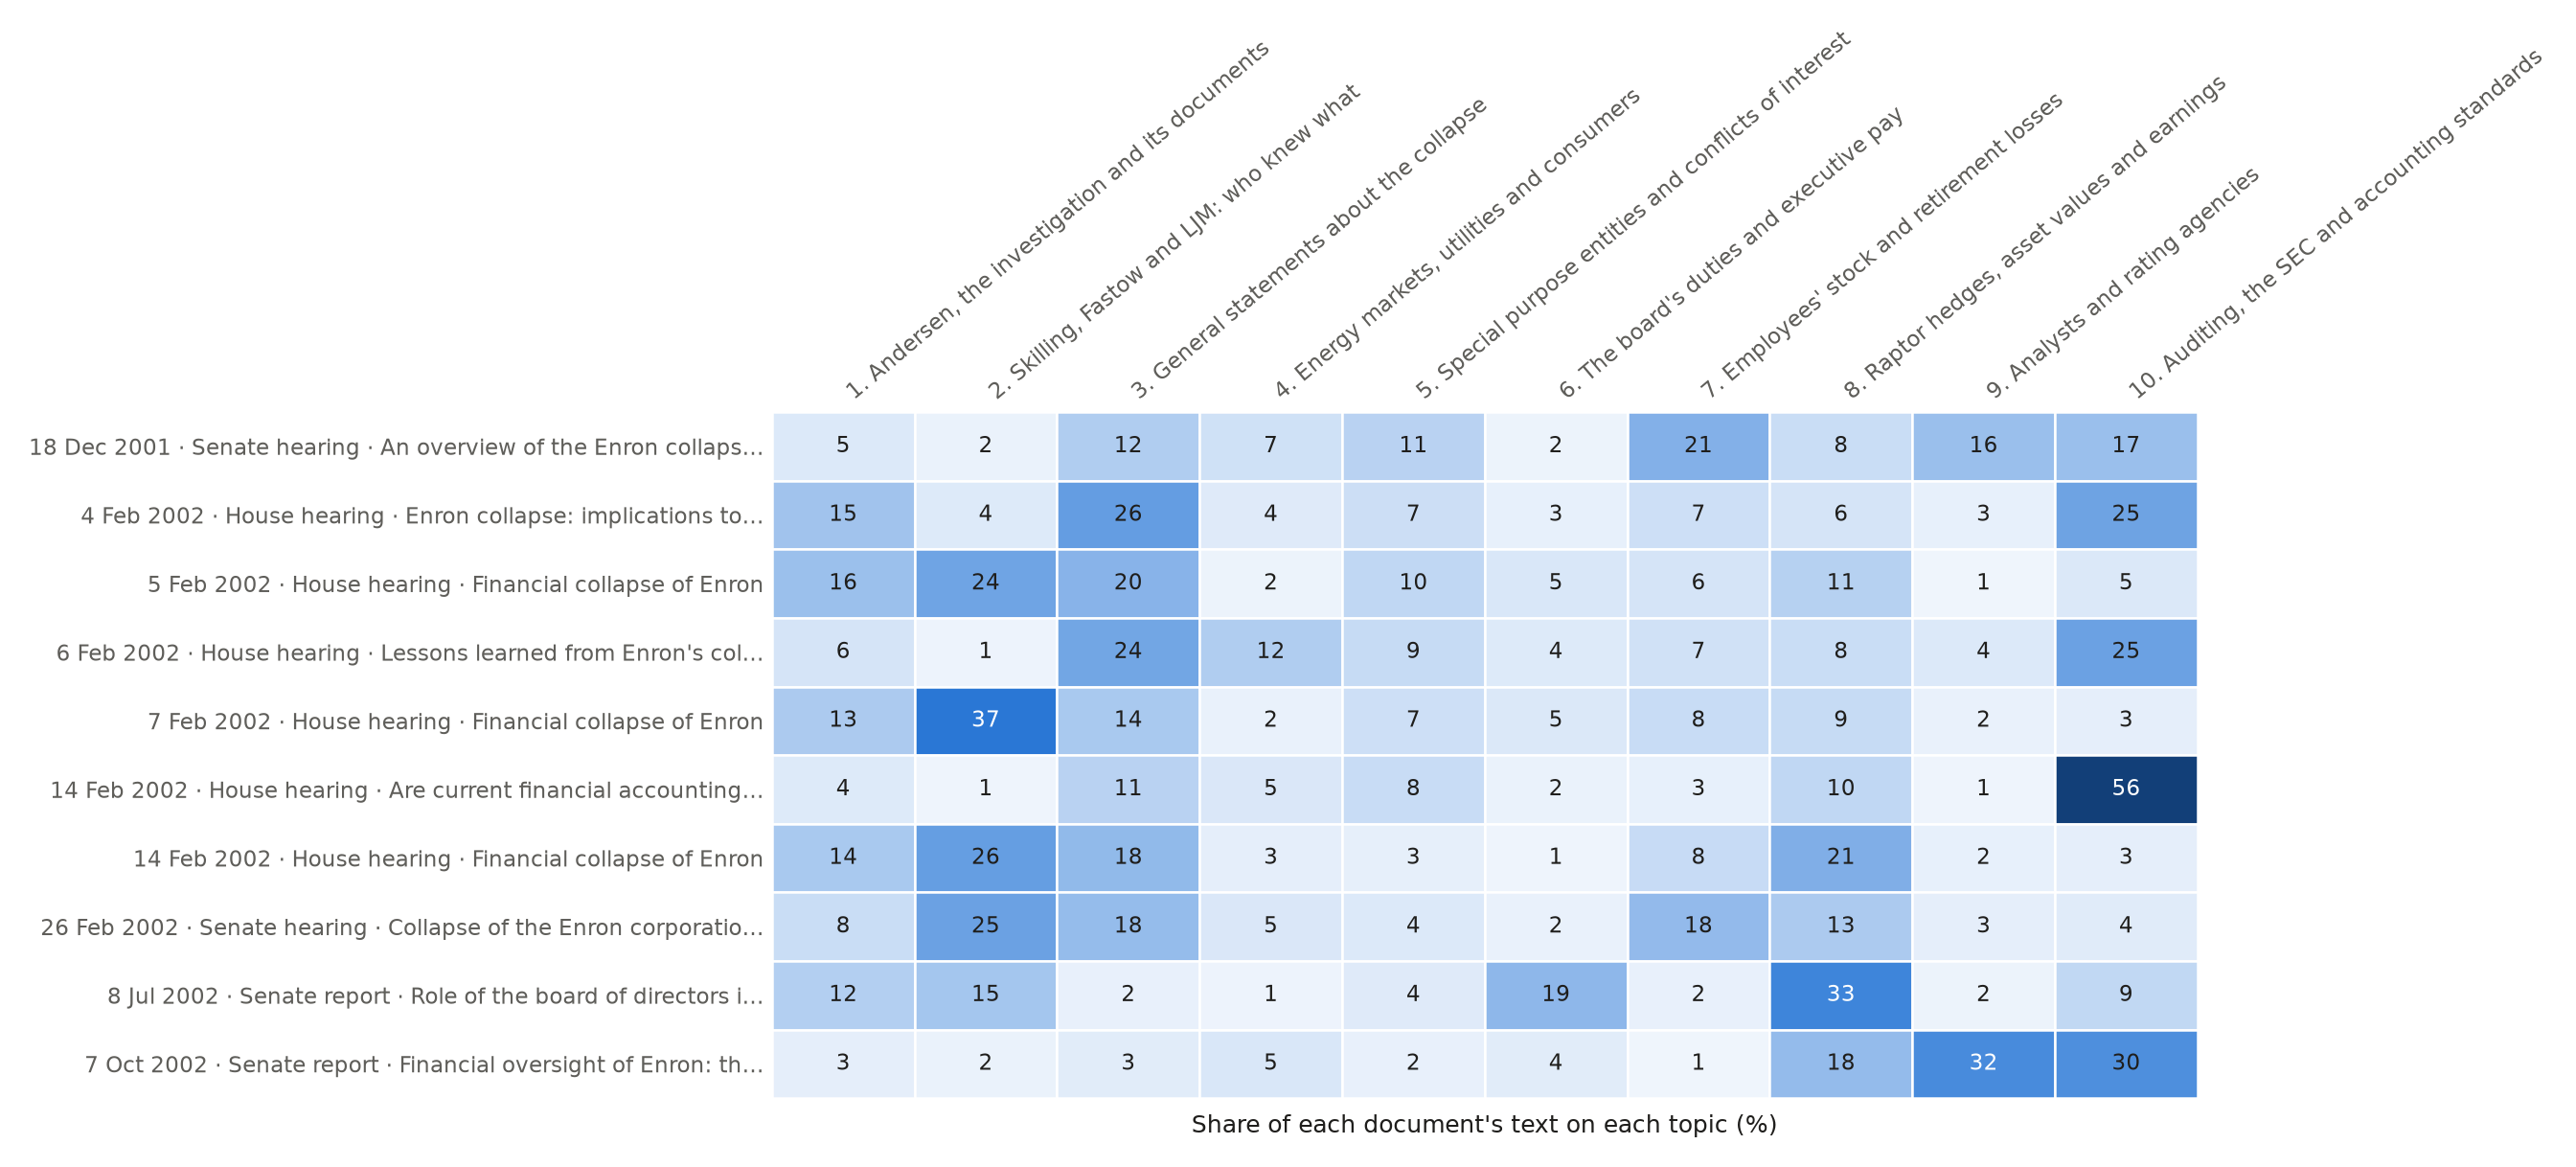 1. Andersen, the investigation and its documents
2. Skilling, Fastow and LJM: who knew what
3. General statements about the collapse
4. Energy markets, utilities and consumers
5. Special purpose entities and conflicts of interest
6. The board's duties and executive pay
7. Employees' stock and retirement losses
8. Raptor hedges, asset values and earnings
9. Analysts and rating agencies
10. Auditing, the SEC and accounting standards
18 Dec 2001 · Senate hearing · An overview of the Enron collaps… 5 2 12 7 11 2 21 8 16 17
4 Feb 2002 · House hearing · Enron collapse: implications to… 15 4 26 4 7 3 7 6 3 25
5 Feb 2002 · House hearing · Financial collapse of Enron 16 24 20 2 10 5 6 11 1 5
6 Feb 2002 · House hearing · Lessons learned from Enron's col… 6 1 24 12 9 4 7 8 4 25
7 Feb 2002 · House hearing · Financial collapse of Enron 13 37 14 2 7 5 8 9 2 3
14 Feb 2002 · House hearing · Are current financial accounting… 4 1 11 5 8 2 3 10 1 56
14 Feb 2002 · House hearing · Financial collapse of Enron 14 26 18 3 3 1 8 21 2 3
26 Feb 2002 · Senate hearing · Collapse of the Enron corporatio… 8 25 18 5 4 2 18 13 3 4
8 Jul 2002 · Senate report · Role of the board of directors i… 12 15 2 1 4 19 2 33 2 9
7 Oct 2002 · Senate report · Financial oversight of Enron: th… 3 2 3 5 2 4 1 18 32 30
Share of each document's text on each topic (%)